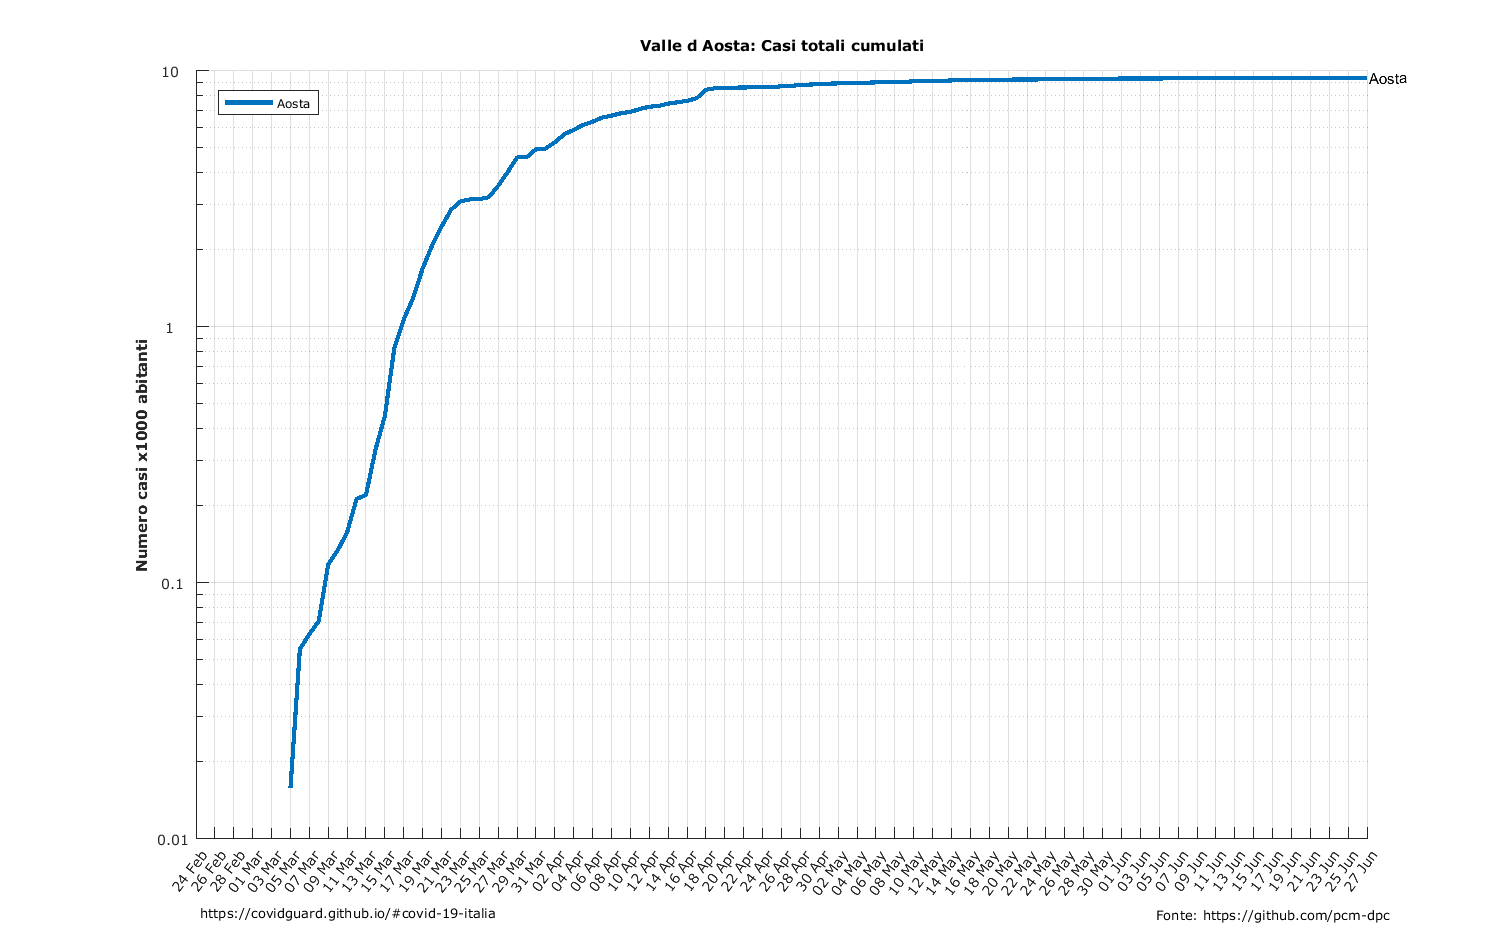 Valle d Aosta: Casi totali cumulati
10
Aosta
Aosta
1
Numero casi x1000 abitanti
0.1
0.01
24 Feb
26 Feb
28 Feb
01 Mar
03 Mar
05 Mar
07 Mar
09 Mar
11 Mar
13 Mar
15 Mar
17 Mar
19 Mar
21 Mar
23 Mar
25 Mar
27 Mar
29 Mar
31 Mar
02 Apr
04 Apr
06 Apr
08 Apr
10 Apr
12 Apr
14 Apr
16 Apr
18 Apr
20 Apr
22 Apr
24 Apr
26 Apr
28 Apr
30 Apr
02 May
04 May
06 May
08 May
10 May
12 May
14 May
16 May
18 May
20 May
22 May
24 May
26 May
28 May
30 May
01 Jun
03 Jun
05 Jun
07 Jun
09 Jun
11 Jun
13 Jun
15 Jun
17 Jun
19 Jun
21 Jun
23 Jun
25 Jun
27 Jun
https://covidguard.github.io/#covid-19-italia
Fonte: https://github.com/pcm-dpc